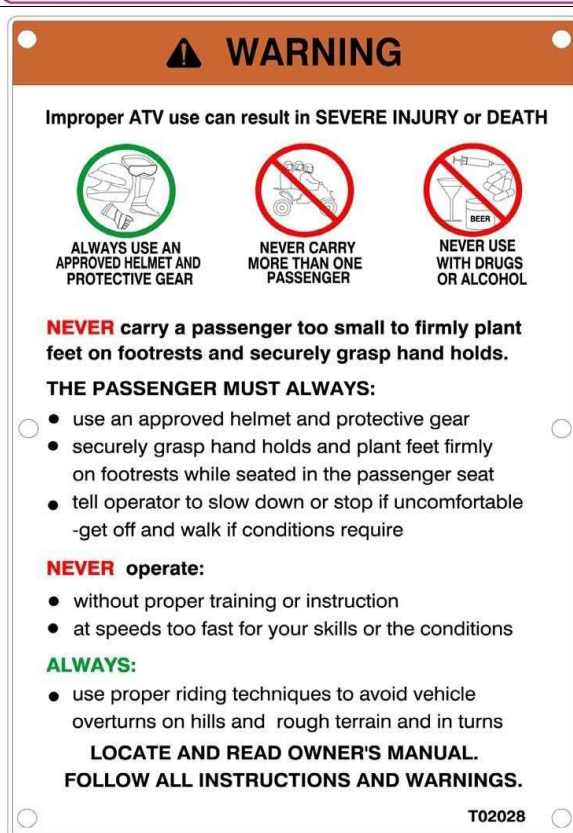 WARNING
Improper ATV use can result in SEVERE INJURY or DEATH
ALWAYS USE AN
APPROVED HELMET AND
PROTECTIVE GEAR
NEVER CARRY
MORE THAN ONE
PASSENGER
BEER
NEVER USE
WITH DRUGS
OR ALCOHOL
NEVER carry a passenger too small to firmly plant
feet on footrests and securely grasp hand holds.
THE PASSENGER MUST ALWAYS:
• use an approved helmet and protective gear
• securely grasp hand holds and plant feet firmly
on footrests while seated in the passenger seat
• tell operator to slow down or stop if uncomfortable
-get off and walk if conditions require
NEVER operate:
• without proper training or instruction
• at speeds too fast for your skills or the conditions
ALWAYS:
• use proper riding techniques to avoid vehicle
overturns on hills and rough terrain and in turns
LOCATE AND READ OWNER'S MANUAL.
FOLLOW ALL INSTRUCTIONS AND WARNINGS.
T02028